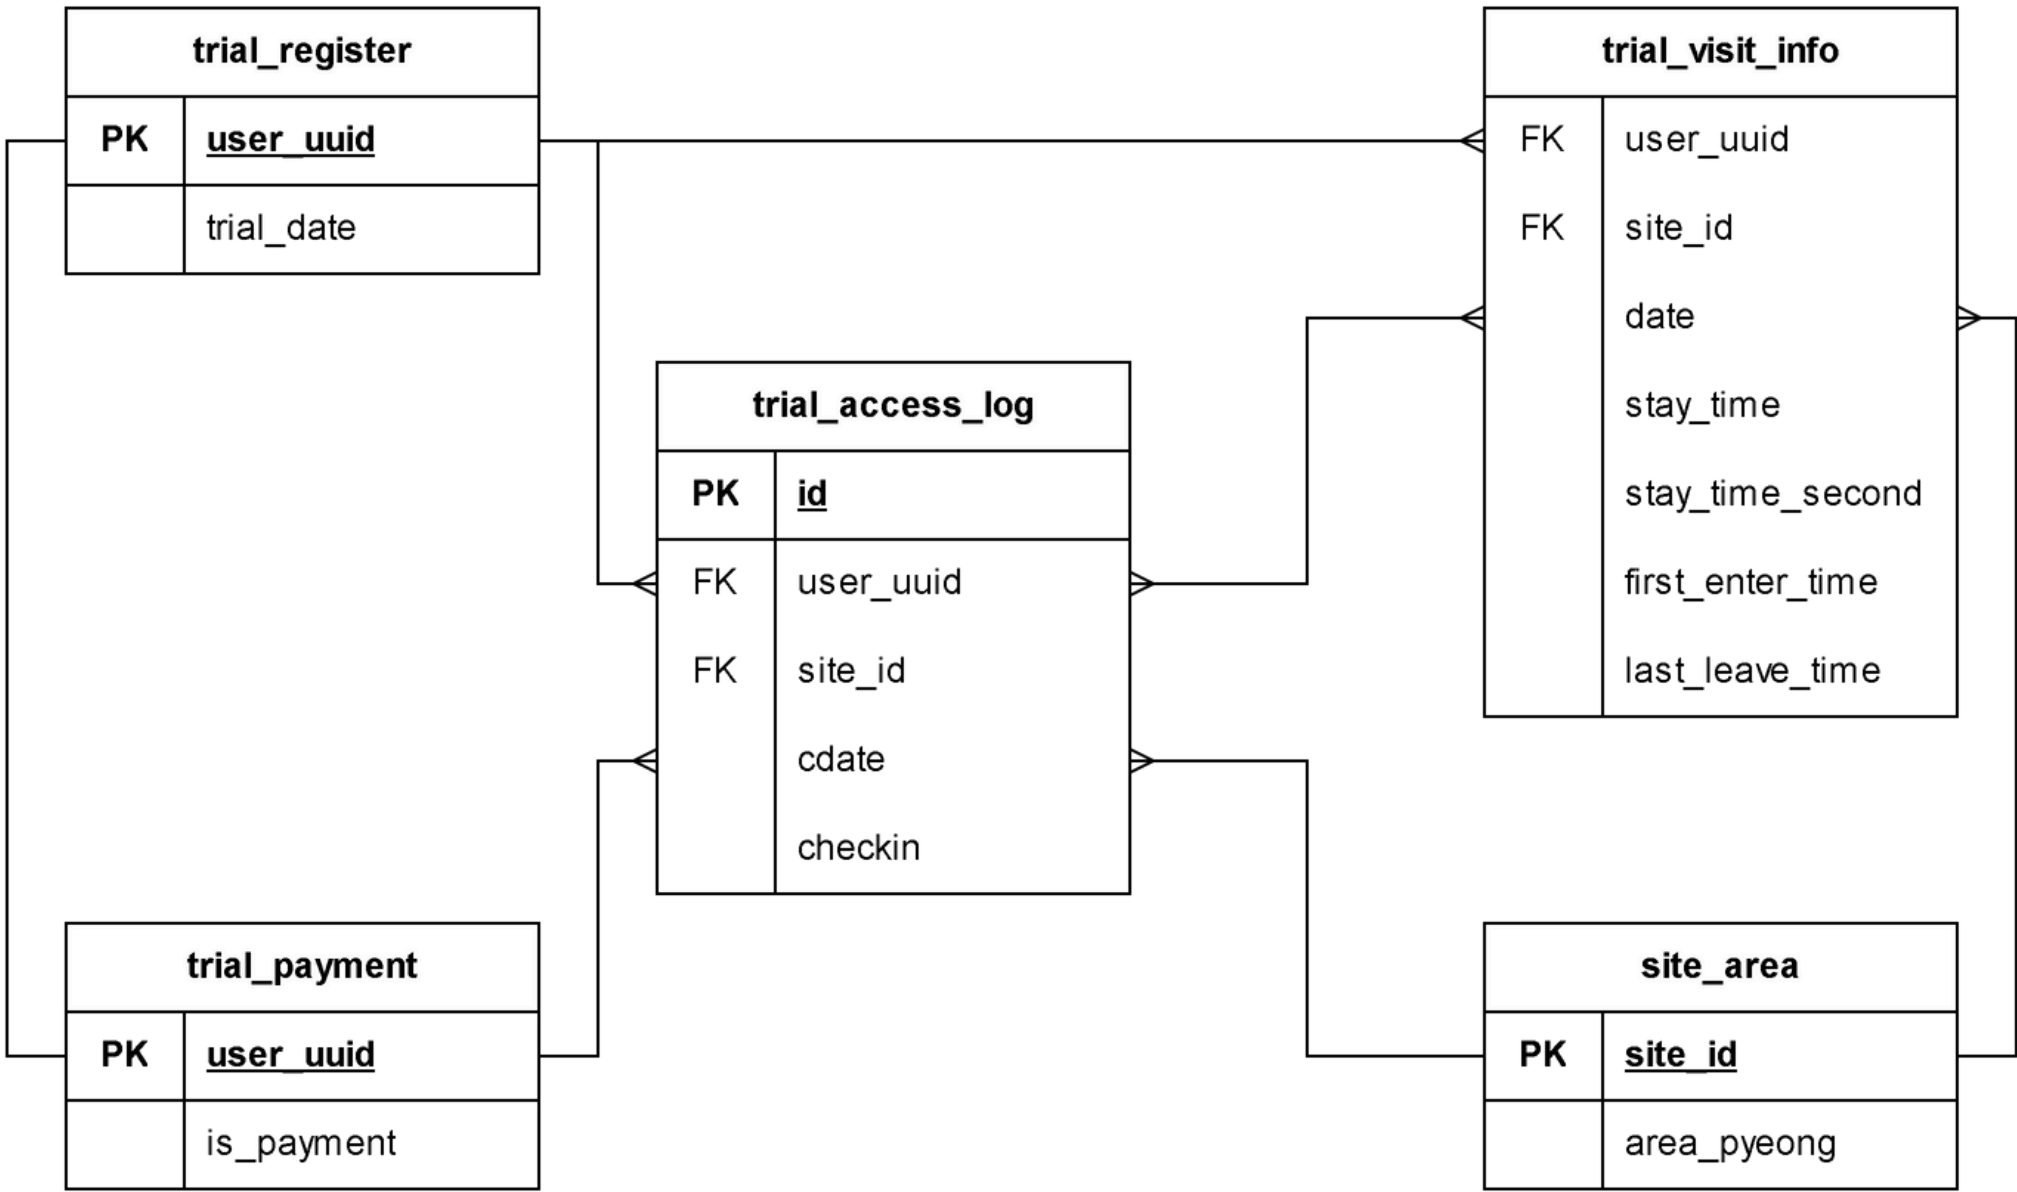 trial_register
PK user_uuid
trial_date
trial_visit_info
FK user_uuid
FK site_id
date
stay_time
stay_time_second
first_enter_time
last_leave_time
trial_access_log
PK id
FK user_uuid
FK site_id
cdate
checkin
trial_payment
PK user_uuid
is_payment
site_area
PK site_id
area_pyeong